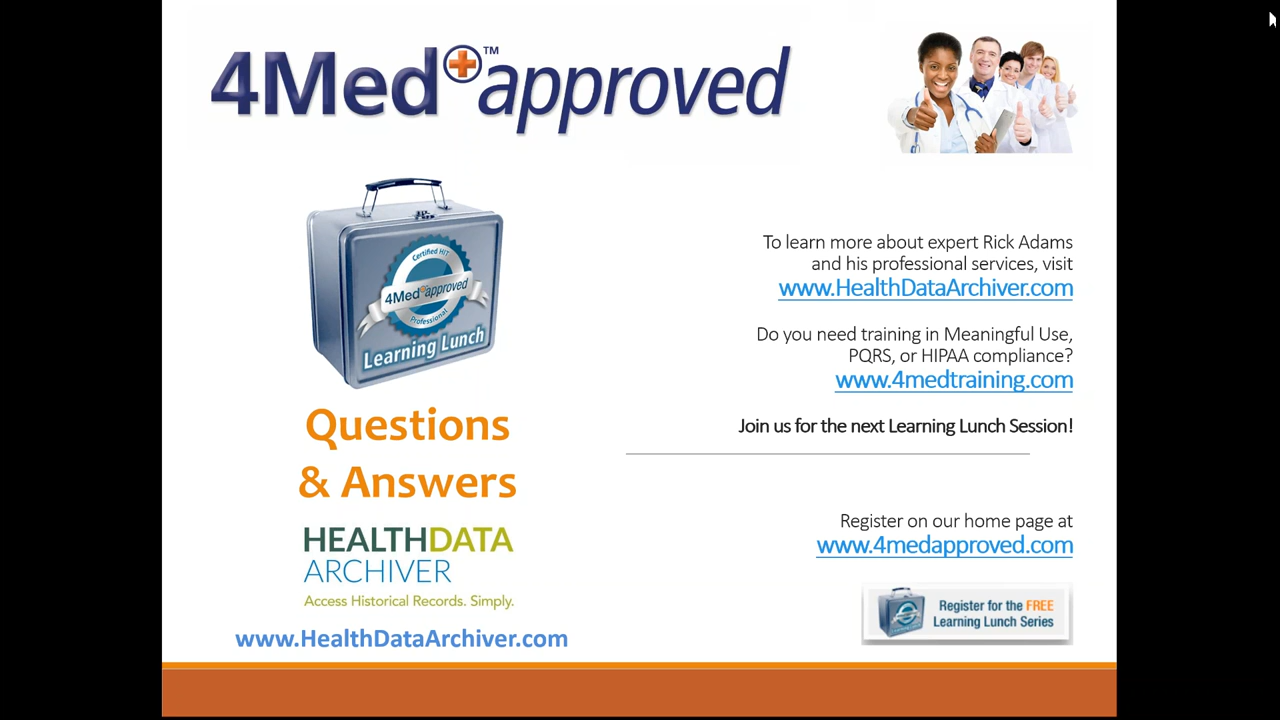 4Med+™approved
Certified HIT
4Med+approved
Professional
Learning Lunch
Questions
& Answers
HEALTHDATA
ARCHIVER
Access Historical Records. Simply.
www.HealthDataArchiver.com
To learn more about expert Rick Adams
and his professional services, visit
www.HealthDataArchiver.com
Do you need training in Meaningful Use,
PQRS, or HIPAA compliance?
www.4medtraining.com
Join us for the next Learning Lunch Session!
Register on our home page at
www.4medapproved.com
Register for the FREE
Learning Lunch Series